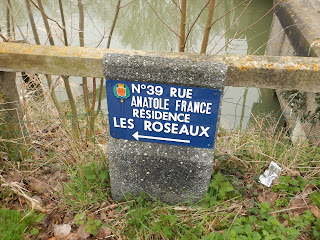 N°39 RUE
ANATOLE FRANCE
RÉSIDENCE
LES ROSEAUX